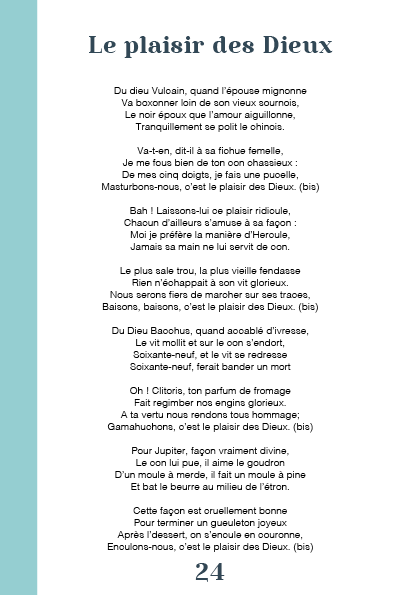 Le plaisir des Dieux
Du dieu Vulcain, quand l'épouse mignonne
Va boxonner loin de son vieux sournois,
Le noir époux que l'amour aiguillonne,
Tranquillement se polit le chinois.
Va-t-en, dit-il à sa fichue femelle,
Je me fous bien de ton con chassieux :
De mes cinq doigts, je fais une pucelle,
Masturbons-nous, c'est le plaisir des Dieux. (bis)
Bah ! Laissons-lui ce plaisir ridicule,
Chacun d'ailleurs s'amuse à sa façon :
Moi je préfère la manière d'Hercule,
Jamais sa main ne lui servit de con.
Le plus sale trou, la plus vieille fendasse
Rien n'échappait à son vit glorieux.
Nous serons fiers de marcher sur ses traces,
Baisons, baisons, c'est le plaisir des Dieux. (bis)
Du Dieu Bacchus, quand accablé d'ivresse,
Le vit mollit et sur le con s'endort,
Soixante-neuf, et le vit se redresse
Soixante-neuf, ferait bander un mort
Oh ! Clitoris, ton parfum de fromage
Fait regimber nos engins glorieux.
A ta vertu nous rendons tous hommage;
Gamahuchons, c'est le plaisir des Dieux. (bis)
Pour Jupiter, façon vraiment divine,
Le con lui pue, il aime le goudron
D'un moule à merde, il fait un moule à pine
Et bat le beurre au milieu de l'étron.
Cette façon est cruellement bonne
Pour terminer un gueuleton joyeux
Après l'dessert, on s'encule en couronne,
Enculons-nous, c'est le plaisir des Dieux. (bis)
24